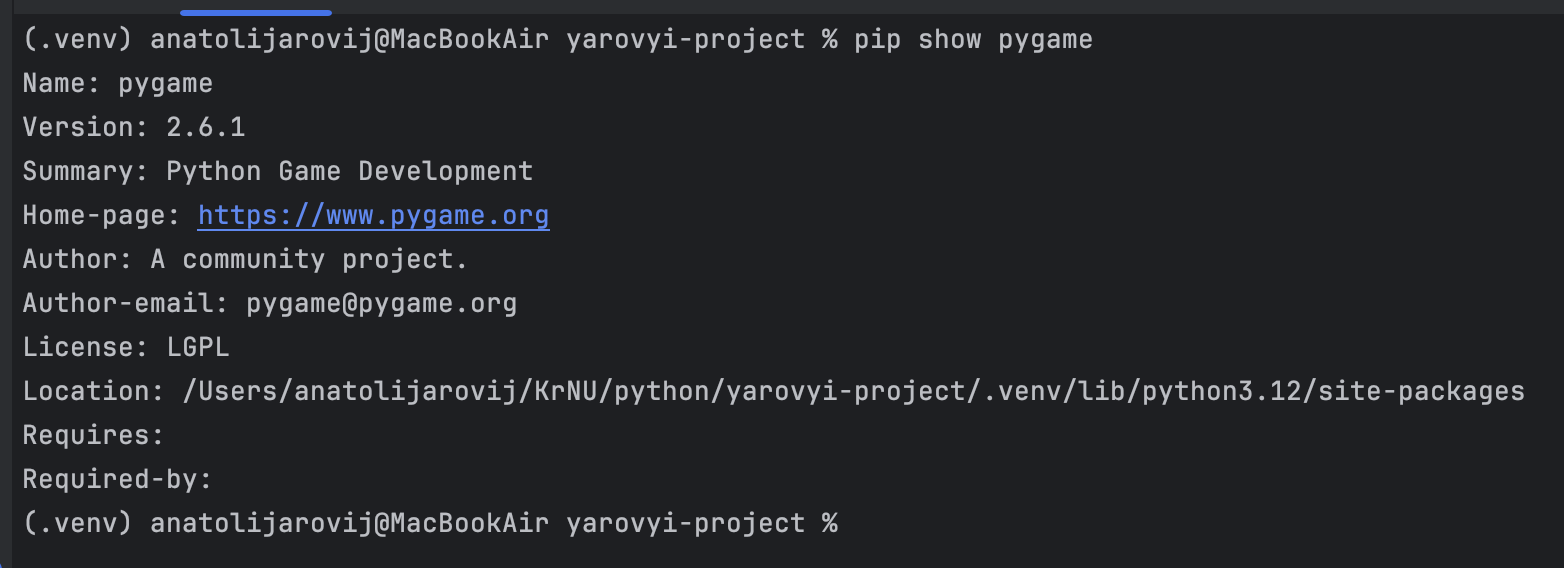 (.venv) anatolijarovij@MacBookAir yarovyi-project % pip show pygame
Name: pygame
Version: 2.6.1
Summary: Python Game Development
Home-page: https://www.pygame.org
Author: A community project.
Author-email: pygame@pygame.org
License: LGPL
Location: /Users/anatolijarovij/KrNU/python/yarovyi-project/.venv/lib/python3.12/site-packages
Requires:
Required-by:
(.venv) anatolijarovij@MacBookAir yarovyi-project %